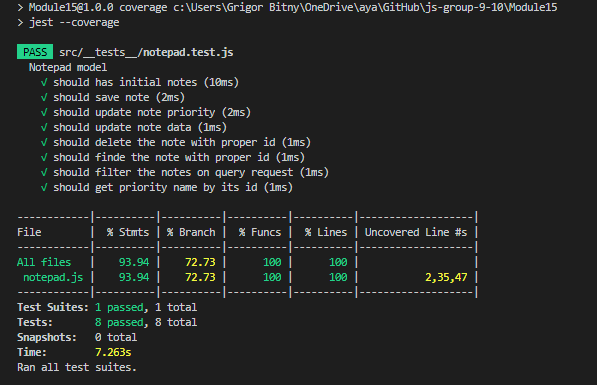 > Module15@1.0.0 coverage c:\Users\Grigor Bitny\OneDrive\aya\GitHub\js-group-9-10\Module15
> jest --coverage
PASS src/__tests__/notepad.test.js
Notepad model
√ should has initial notes (10ms)
√ should save note (2ms)
√ should update note priority (2ms)
√ should update note data (1ms)
√ should delete the note with proper id (1ms)
√ should finde the note with proper id (1ms)
√ should filter the notes on query request (1ms)
√ should get priority name by its id (1ms)
------------|----------|----------|----------|----------|-------------------|
File        |  % Stmts | % Branch |  % Funcs |  % Lines | Uncovered Line #s |
------------|----------|----------|----------|----------|-------------------|
All files   |    93.94 |    72.73 |      100 |      100 |                   |
 notepad.js |    93.94 |    72.73 |      100 |      100 |           2,35,47 |
------------|----------|----------|----------|----------|-------------------|
Test Suites: 1 passed, 1 total
Tests:       8 passed, 8 total
Snapshots:   0 total
Time:        7.263s
Ran all test suites.